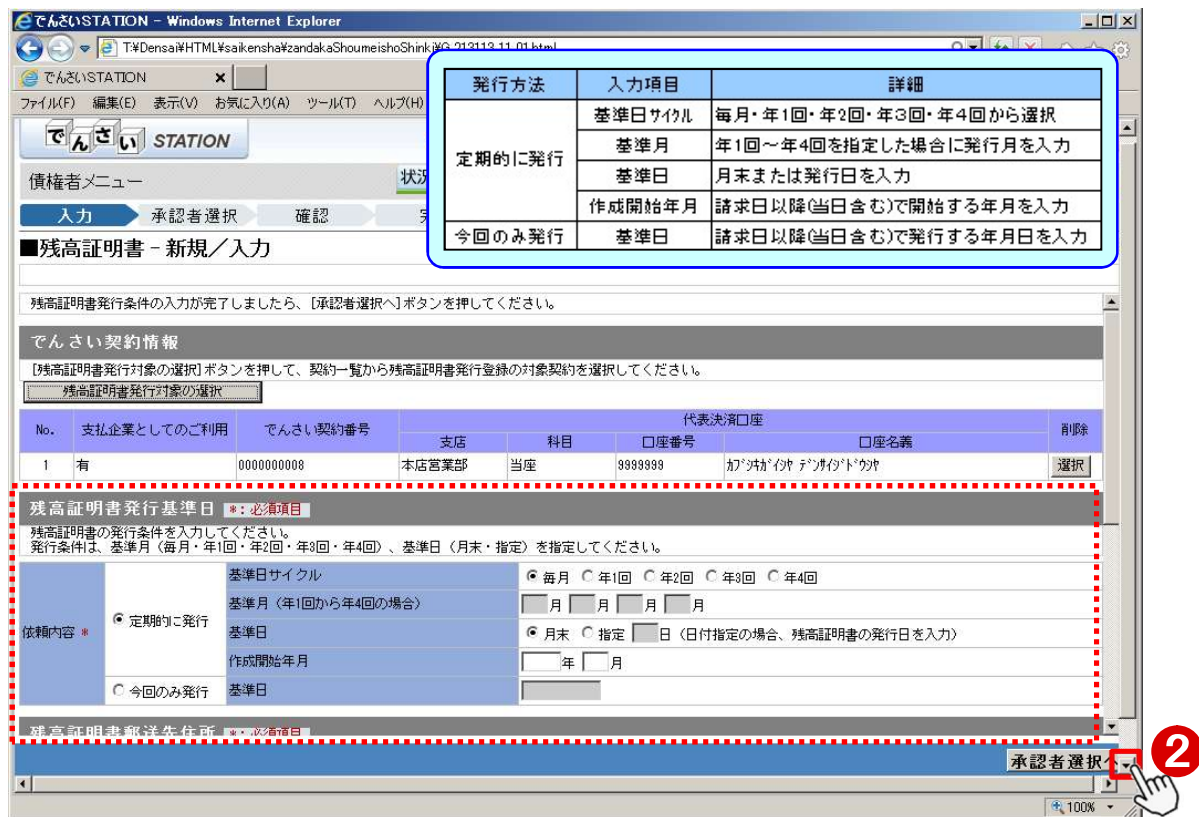 でんさいSTATION - Windows Internet Explorer
T:¥Densai¥HTML¥saikensha¥zandakaShoumeishoShinki¥G_213113_11_01.html
でんさいSTATION
ファイル(F) 編集(E) 表示(V) お気に入り(A) ツール(T) ヘルプ(H)
発行方法 入力項目 詳細
定期的に発行 基準日サイクル 毎月・年1回・年2回・年3回・年4回から選択
基準月 年1回～年4回を指定した場合に発行月を入力
基準日 月末または発行日を入力
作成開始年月 請求日以降(当日含む)で開始する年月を入力
今回のみ発行 基準日 請求日以降(当日含む)で発行する年月日を入力
でんさい STATION
債権者メニュー
入力 承認者選択 確認
■残高証明書－新規／入力
残高証明書発行条件の入力が完了しましたら、[承認者選択へ]ボタンを押してください。
でんさい契約情報
[残高証明書発行対象の選択]ボタンを押して、契約一覧から残高証明書発行登録の対象契約を選択してください。
残高証明書発行対象の選択
No. 支払企業としてのご利用 でんさい契約番号 代表決済口座 削除
支店 科目 口座番号 口座名義
1 有 0000000008 本店営業部 当座 9999999 カブシキガイシヤ デンサイジドウシヤ 選択
残高証明書発行基準日 *：必須項目
残高証明書の発行条件を入力してください。
発行条件は、基準月（毎月・年1回・年2回・年3回・年4回）、基準日（月末・指定）を指定してください。
依頼内容 * 定期的に発行 基準日サイクル 毎月 年1回 年2回 年3回 年4回
基準月（年1回から年4回の場合） 月 月 月 月
基準日 月末 指定 日（日付指定の場合、残高証明書の発行日を入力）
作成開始年月 年 月
今回のみ発行 基準日
残高証明書郵送先住所 *：必須項目
承認者選択へ
2
100%